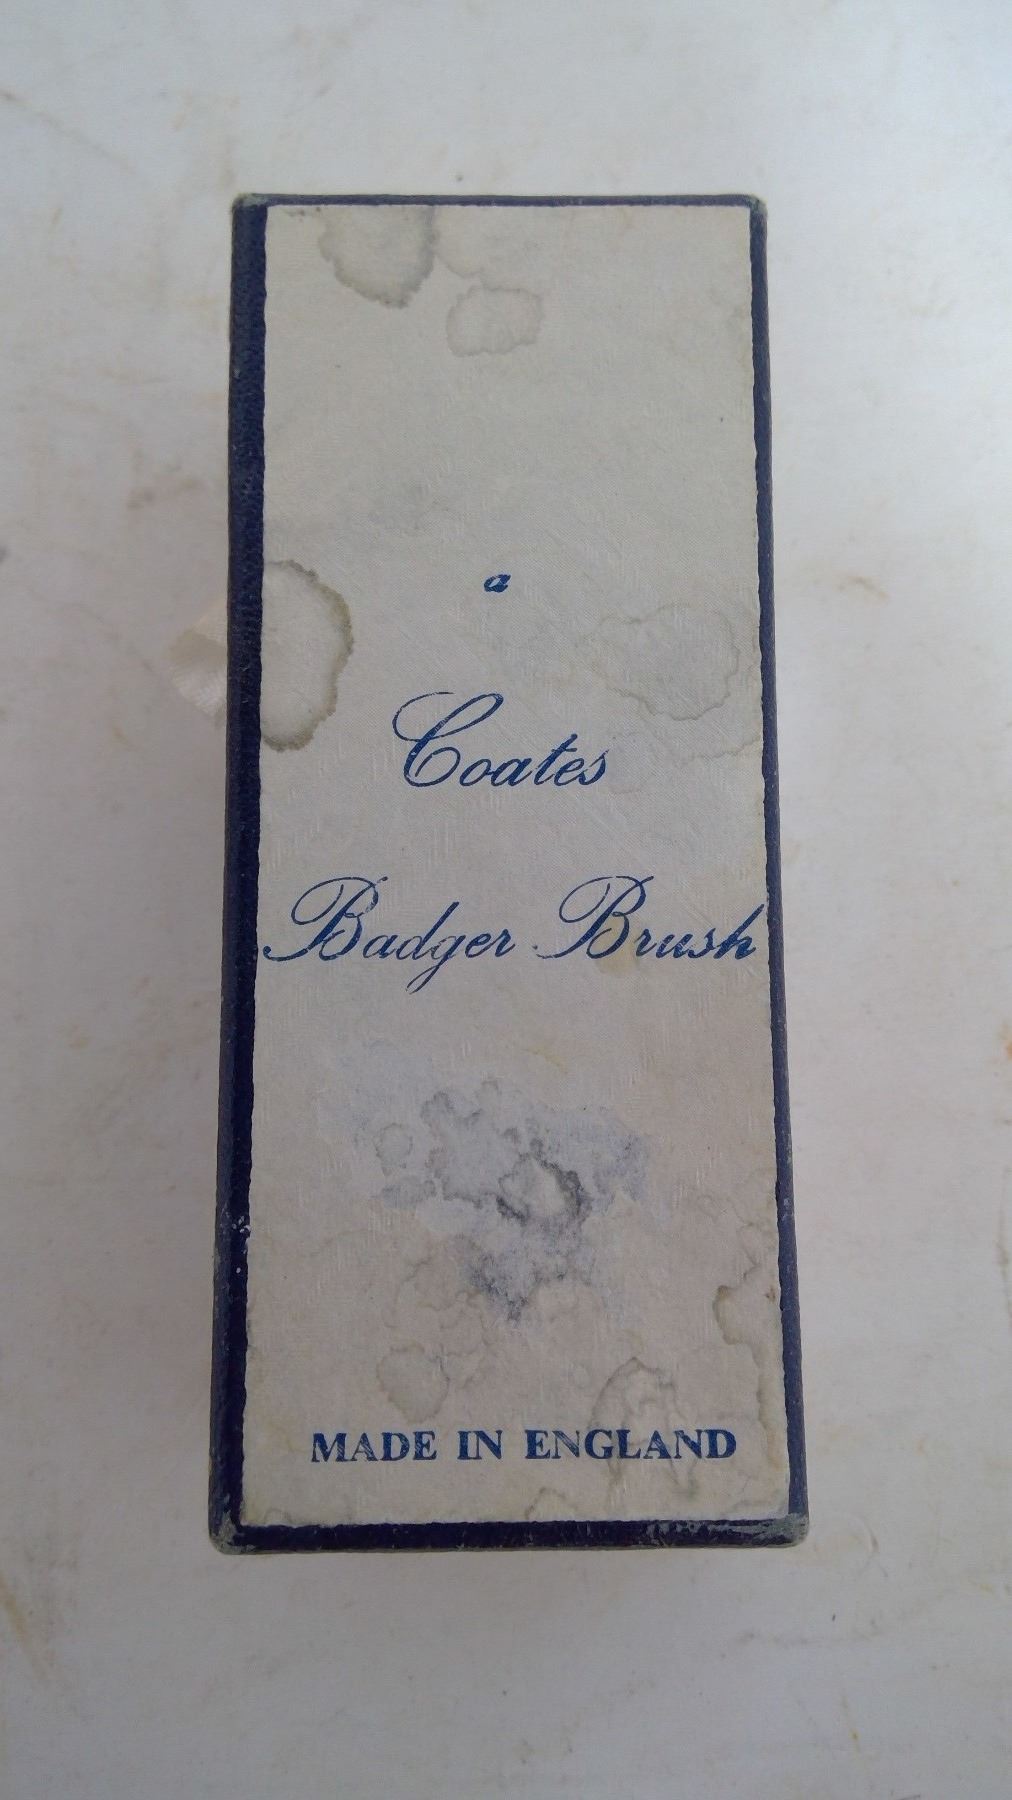 a
Coates
Badger Brush
MADE IN ENGLAND